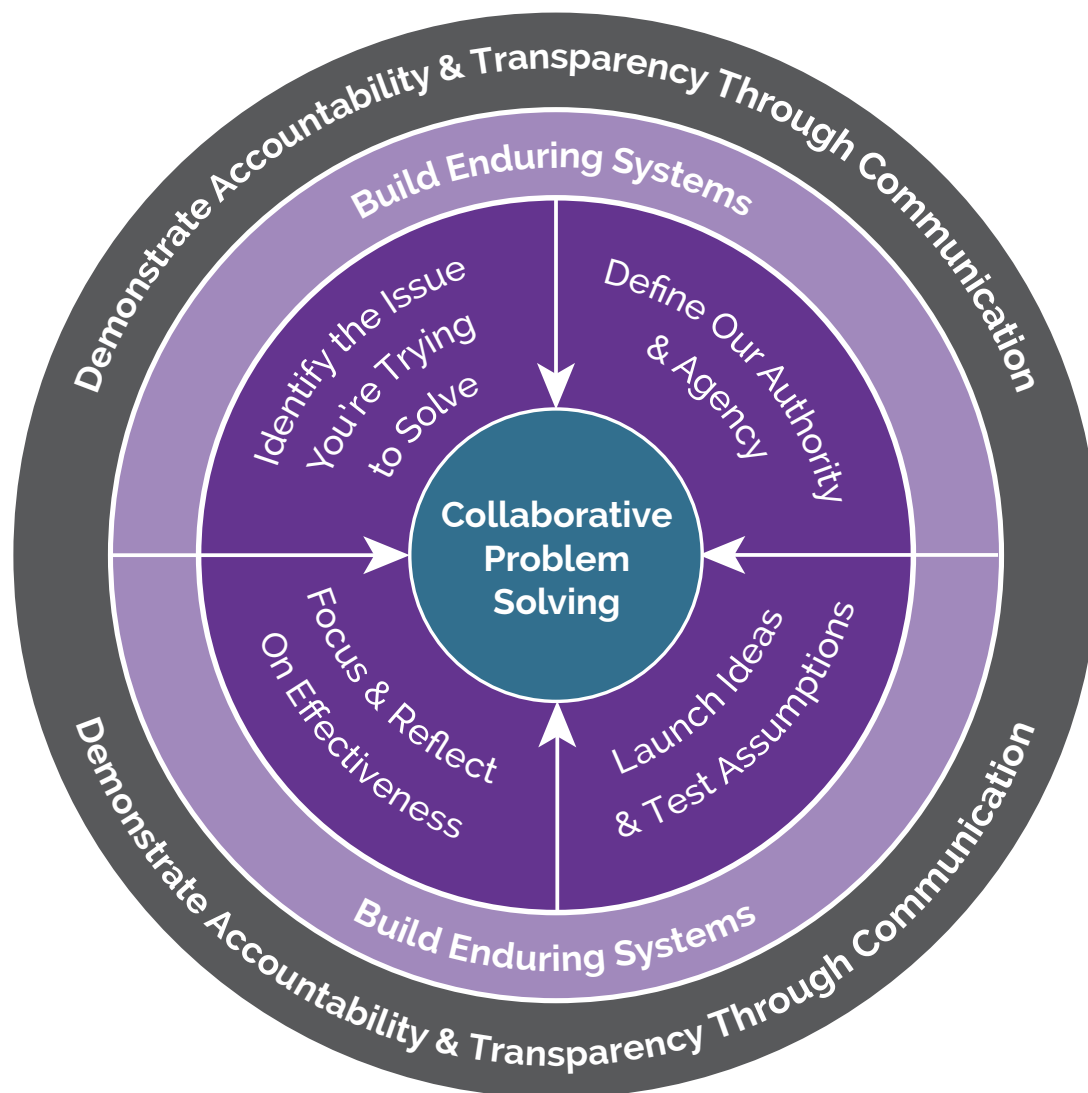 Demonstrate Accountability & Transparency Through Communication
Build Enduring Systems
Identify the Issue
You're Trying
to Solve
Define Our Authority
& Agency
Collaborative
Problem
Solving
Focus & Reflect
On Effectiveness
Launch Ideas
& Test Assumptions
Build Enduring Systems
Demonstrate Accountability & Transparency Through Communication